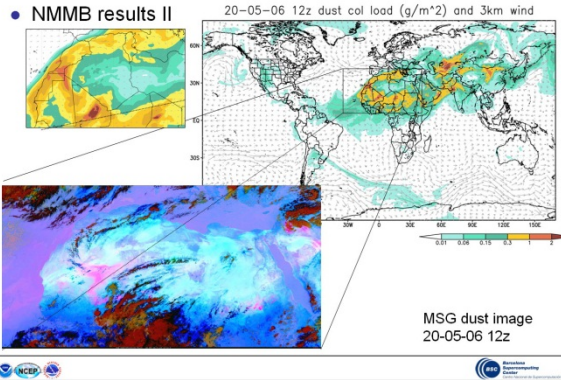 NMMB results II
20-05-06 12z dust col load (g/m^2) and 3km wind
60N
30N
EQ
30S
30W
0
30E
60E
90E
120E
150E
0.01 0.06 0.15 0.3 1 2
MSG dust image
20-05-06 12z
NCEP
BSC
Barcelona
Supercomputing
Center